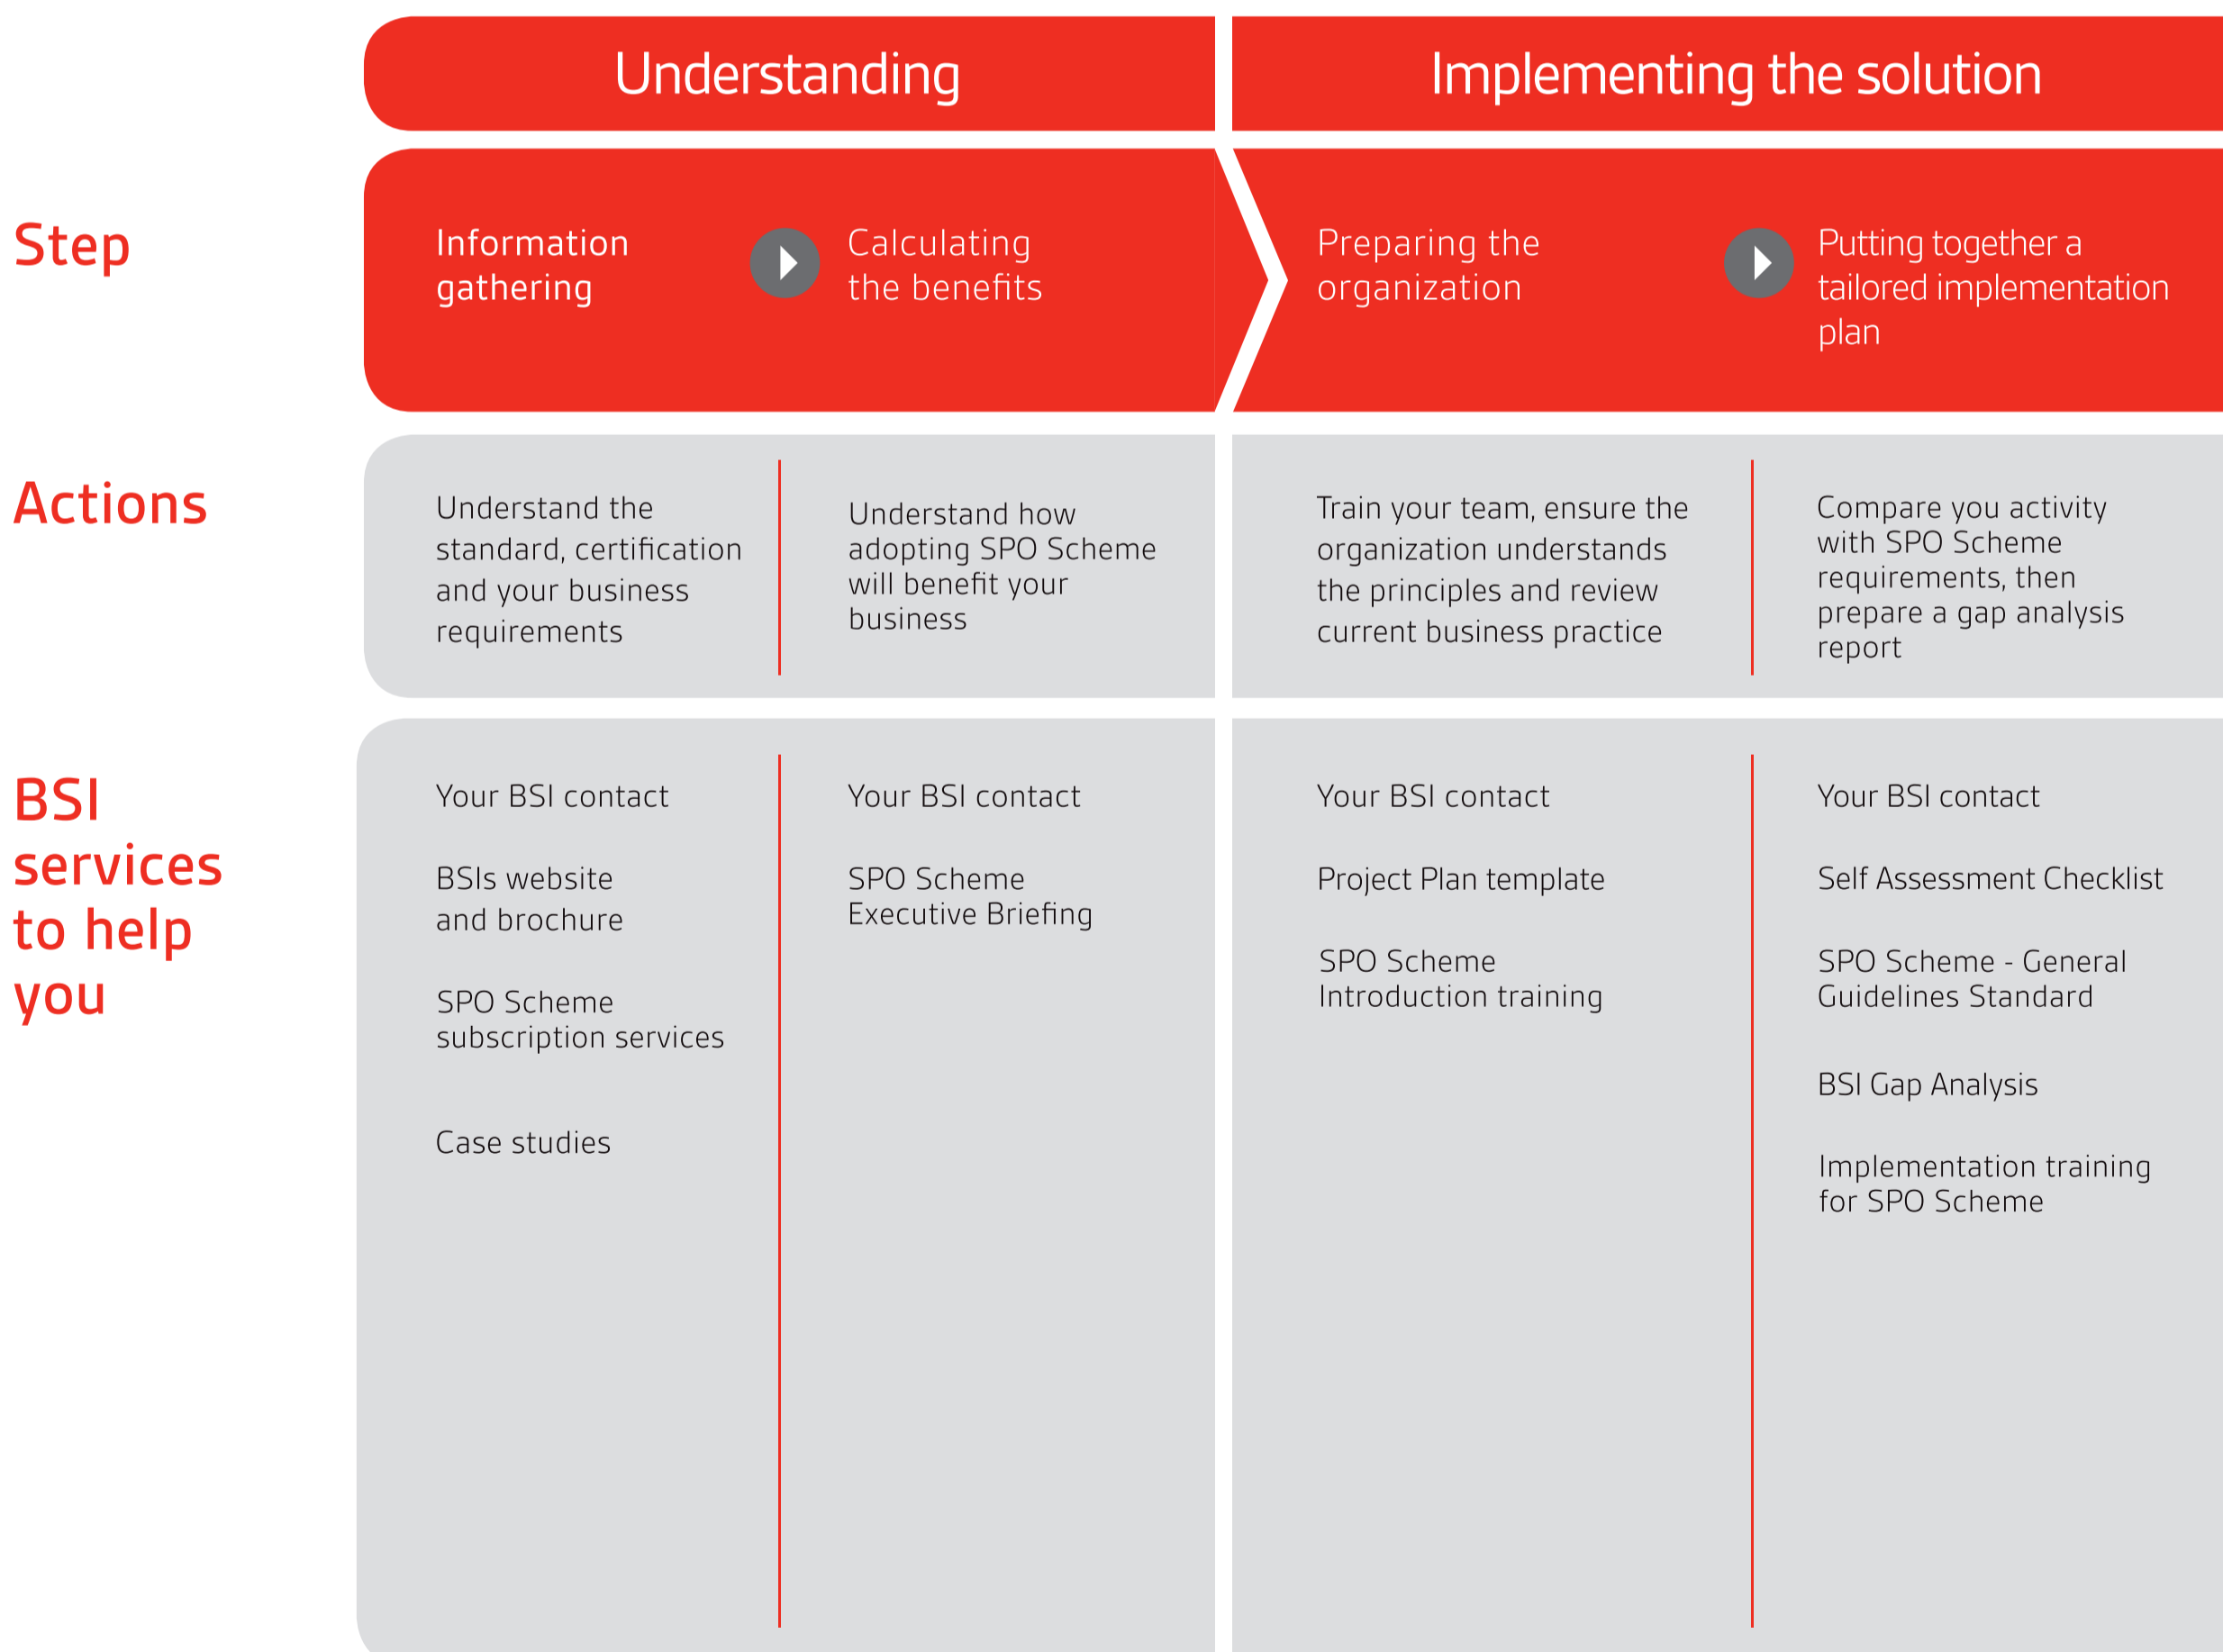 Understanding
Implementing the solution
Step
Information
gathering
Calculating
the benefits
Preparing the
organization
Putting together a
tailored implementation
plan
Actions
Understand the
standard, certification
and your business
requirements
Understand how
adopting SPO Scheme
will benefit your
business
Train your team, ensure the
organization understands
the principles and review
current business practice
Compare you activity
with SPO Scheme
requirements, then
prepare a gap analysis
report
BSI
services
to help
you
Your BSI contact
BSIs website
and brochure
SPO Scheme
subscription services
Case studies
Your BSI contact
SPO Scheme
Executive Briefing
Your BSI contact
Project Plan template
SPO Scheme
Introduction training
Your BSI contact
Self Assessment Checklist
SPO Scheme - General
Guidelines Standard
BSI Gap Analysis
Implementation training
for SPO Scheme